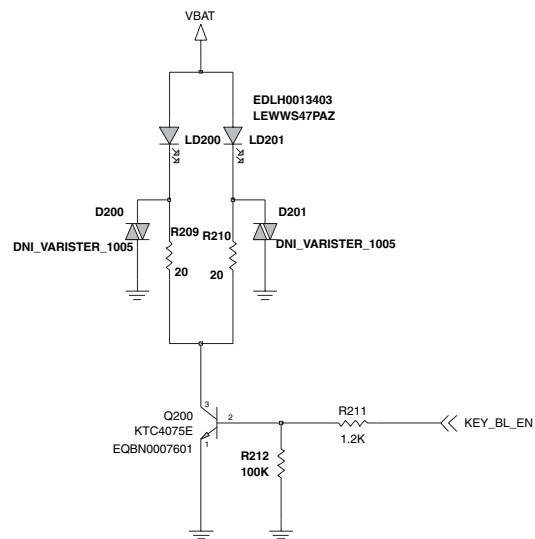 VBAT
EDLH0013403
LEWWS47PAZ
LD200
LD201
D200
DNI_VARISTER_1005
R209
20
R210
20
D201
DNI_VARISTER_1005
Q200
KTC4075E
EQBN0007601
3
2
1
R211
1.2K
KEY_BL_EN
R212
100K